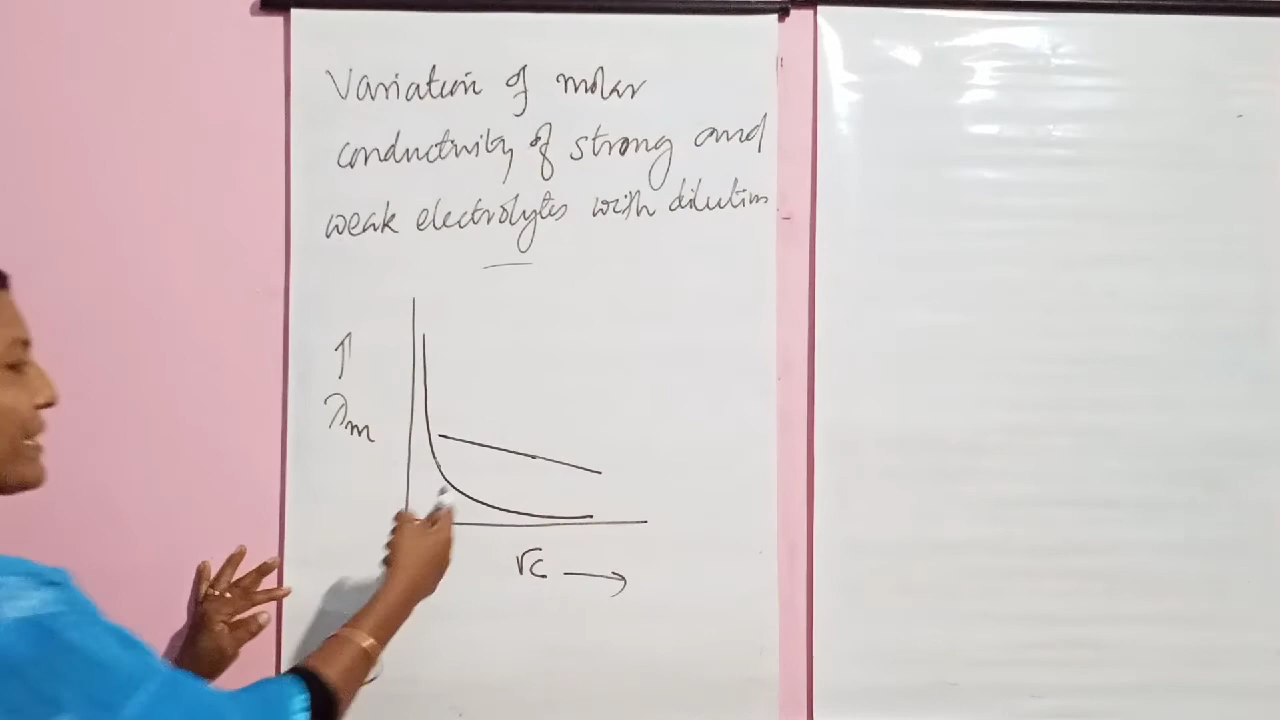 Variation of molar
conductivity of strong and
weak electrolytes with dilution
↑
λm
√c →